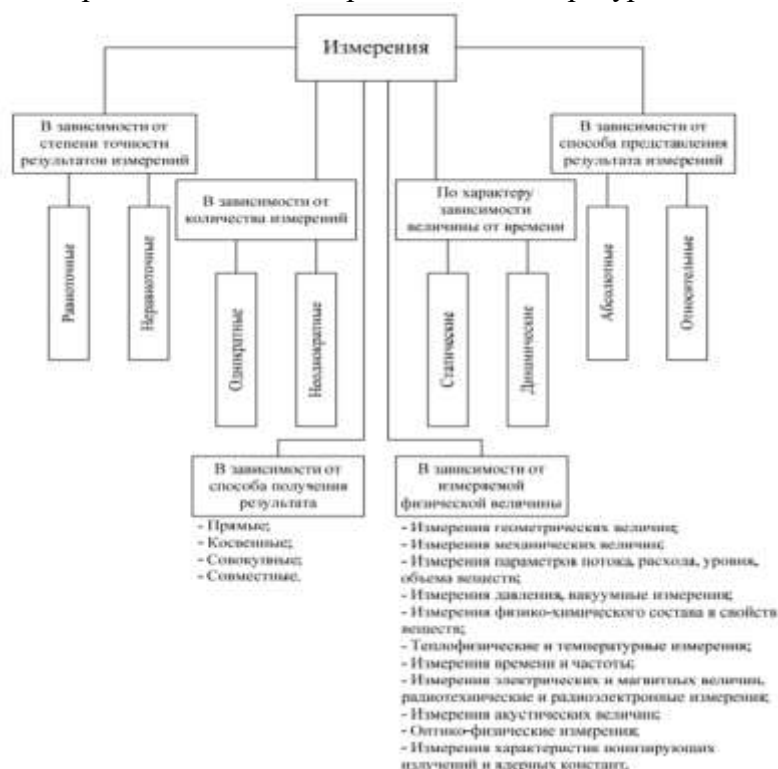 Измерения
В зависимости от
степени точности
результатов измерений
Равноточные
Неравноточные
В зависимости от
количества измерений
Однократные
Неоднократные
По характеру
зависимости
величины от времени
Статические
Динамические
В зависимости от
способа представления
результата измерений
Абсолютные
Относительные
В зависимости от
способа получения
результата
- Прямые;
- Косвенные;
- Совокупные;
- Совместные.
В зависимости от
измеряемой
физической величины
- Измерения геометрических величин;
- Измерения механических величин;
- Измерения параметров потока, расхода, уровня,
объема веществ;
- Измерения давления, вакуумные измерения;
- Измерения физико-химического состава и свойств
веществ;
- Теплофизические и температурные измерения;
- Измерения времени и частоты;
- Измерения электрических и магнитных величин,
радиотехнические и радиоэлектронные измерения;
- Измерения акустических величин;
- Оптико-физические измерения;
- Измерения характеристик ионизирующих
излучений и ядерных констант.